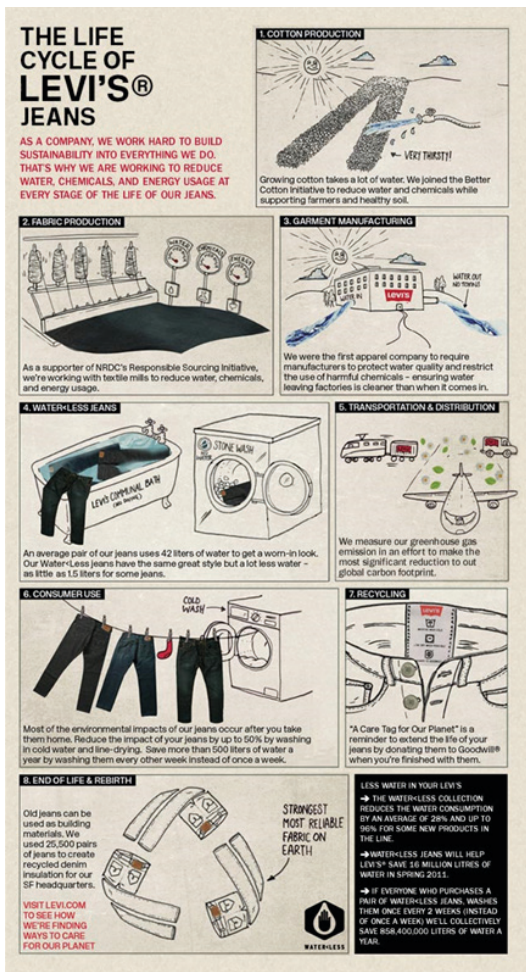 THE LIFE
CYCLE OF
LEVI'S®
JEANS
AS A COMPANY, WE WORK HARD TO BUILD
SUSTAINABILITY INTO EVERYTHING WE DO.
THAT'S WHY WE ARE WORKING TO REDUCE
WATER, CHEMICALS, AND ENERGY USAGE AT
EVERY STAGE OF THE LIFE OF OUR JEANS.
1. COTTON PRODUCTION
VERY THIRSTY!
Growing cotton takes a lot of water. We joined the Better
Cotton Initiative to reduce water and chemicals while
supporting farmers and healthy soil.
2. FABRIC PRODUCTION
WATER
CHEMICALS
ENERGY
As a supporter of NRDC's Responsible Sourcing Initiative,
we're working with textile mills to reduce water, chemicals,
and energy usage.
3. GARMENT MANUFACTURING
WATER IN
Levi's
WATER OUT
NO TOXINS
We were the first apparel company to require
manufacturers to protect water quality and restrict
the use of harmful chemicals – ensuring water
leaving factories is cleaner than when it comes in.
4. WATER<LESS JEANS
LEVI'S COMMUNAL BATH
STONE WASH
An average pair of our jeans uses 42 liters of water to get a worn-in look.
Our Water<Less jeans have the same great style but a lot less water –
as little as 1.5 liters for some jeans.
5. TRANSPORTATION & DISTRIBUTION
We measure our greenhouse gas
emission in an effort to make the
most significant reduction to out
global carbon footprint.
6. CONSUMER USE
COLD
WASH
Most of the environmental impacts of our jeans occur after you take
them home. Reduce the impact of your jeans by up to 50% by washing
in cold water and line-drying. Save more than 500 liters of water a
year by washing them every other week instead of once a week.
7. RECYCLING
Levi's
"A Care Tag for Our Planet" is a
reminder to extend the life of your
jeans by donating them to Goodwill®
when you're finished with them.
8. END OF LIFE & REBIRTH
Old jeans can be
used as building
materials. We
used 25,500 pairs
of jeans to create
recycled denim
insulation for our
SF headquarters.
VISIT LEVI.COM
TO SEE HOW
WE'RE FINDING
WAYS TO CARE
FOR OUR PLANET
STRONGEST
MOST RELIABLE
FABRIC ON
EARTH
WATER<LESS
LESS WATER IN YOUR LEVI'S
→ THE WATER<LESS COLLECTION
REDUCES THE WATER CONSUMPTION
BY AN AVERAGE OF 28% AND UP TO
96% FOR SOME NEW PRODUCTS IN
THE LINE.
→WATER<LESS JEANS WILL HELP
LEVI'S® SAVE 16 MILLION LITRES OF
WATER IN SPRING 2011.
→ IF EVERYONE WHO PURCHASES A
PAIR OF WATER<LESS JEANS, WASHES
THEM ONCE EVERY 2 WEEKS (INSTEAD
OF ONCE A WEEK) WE'LL COLLECTIVELY
SAVE 858,400,000 LITERS OF WATER A
YEAR.